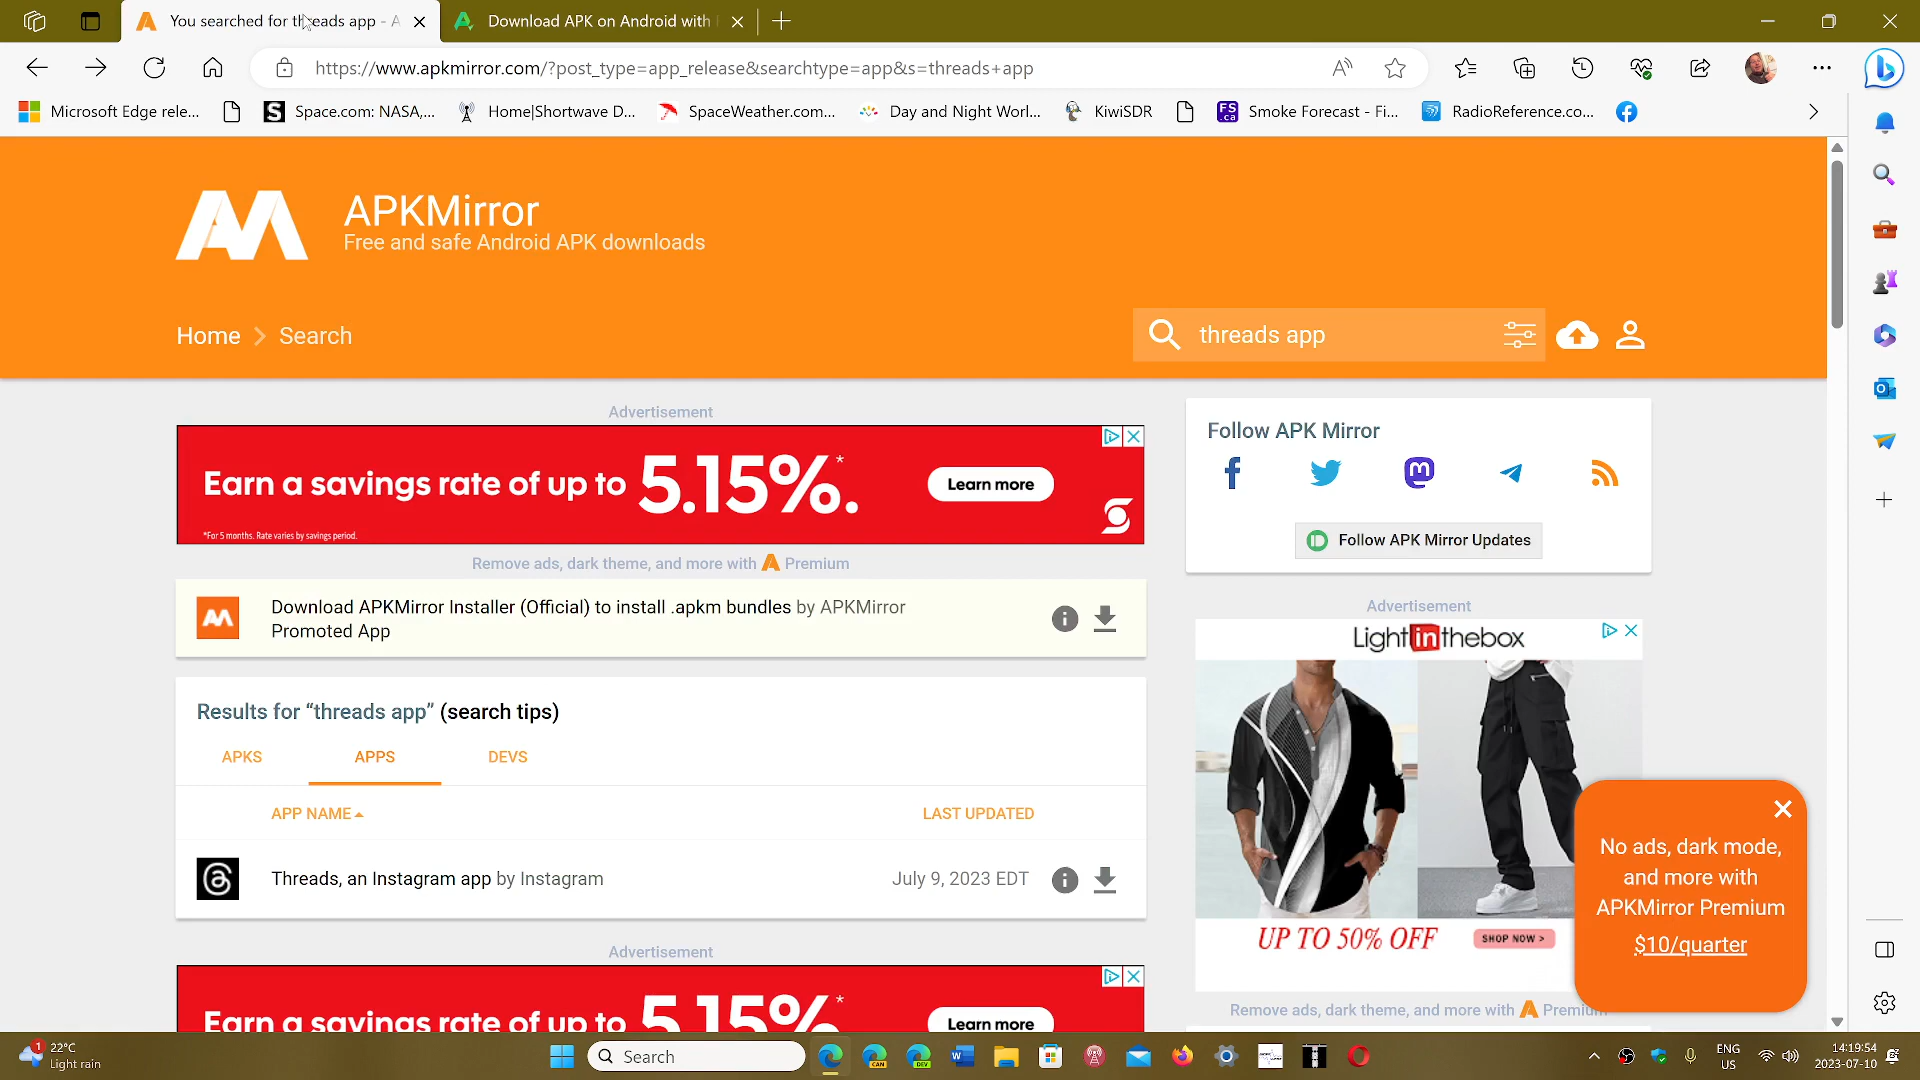 You searched for threads app - A
Download APK on Android with
https://www.apkmirror.com/?post_type=app_release&searchtype=app&s=threads+app
Microsoft Edge rele...
Space.com: NASA,...
Home|Shortwave D...
SpaceWeather.com...
Day and Night Worl...
KiwiSDR
Smoke Forecast - Fi...
RadioReference.co...
APKMirror
Free and safe Android APK downloads
Home
Search
threads app
Advertisement
Earn a savings rate of up to 5.15%.*
Learn more
*For 5 months. Rate varies by savings period.
Remove ads, dark theme, and more with Premium
Download APKMirror Installer (Official) to install .apkm bundles by APKMirror
Promoted App
Results for “threads app” (search tips)
APKS
APPS
DEVS
APP NAME
LAST UPDATED
Threads, an Instagram app by Instagram
July 9, 2023 EDT
Advertisement
Earn a savings rate of up to 5.15%.*
Learn more
Follow APK Mirror
Follow APK Mirror Updates
Advertisement
Lightinthebox
UP TO 50% OFF
SHOP NOW >
Remove ads, dark theme, and more with Premium
No ads, dark mode,
and more with
APKMirror Premium
$10/quarter
1
22°C
Light rain
Search
CAN
DEV
ENG
US
14:19:54
2023-07-10